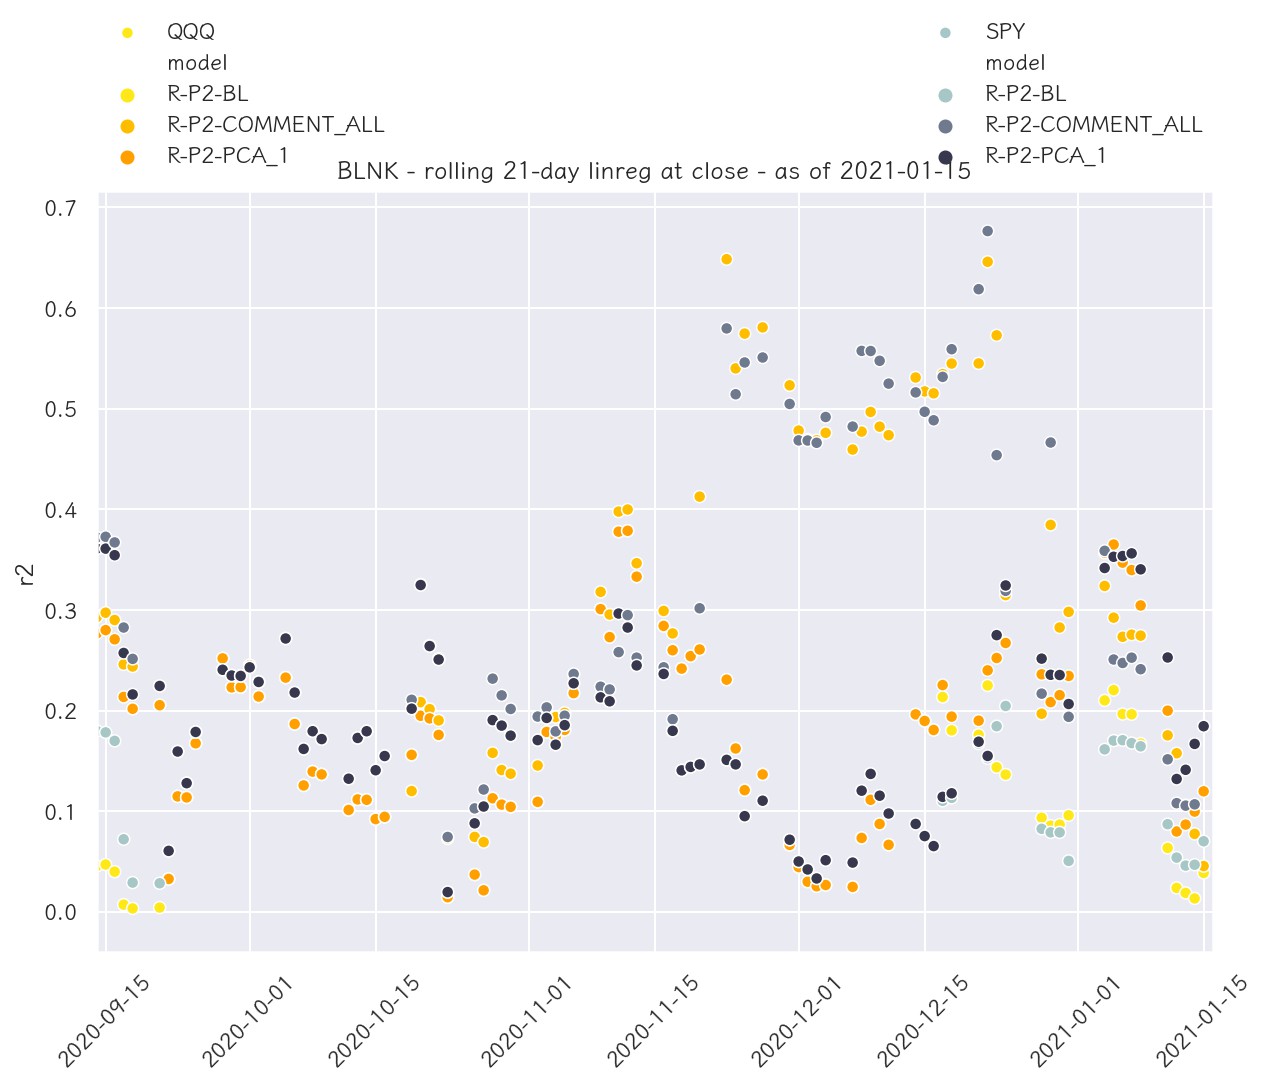 QQQ
model
R-P2-BL
R-P2-COMMENT_ALL
R-P2-PCA_1
SPY
model
R-P2-BL
R-P2-COMMENT_ALL
R-P2-PCA_1
BLNK - rolling 21-day linreg at close - as of 2021-01-15
0.7
0.6
0.5
0.4
0.3
0.2
0.1
0.0
r2
2020-09-15
2020-10-01
2020-10-15
2020-11-01
2020-11-15
2020-12-01
2020-12-15
2021-01-01
2021-01-15